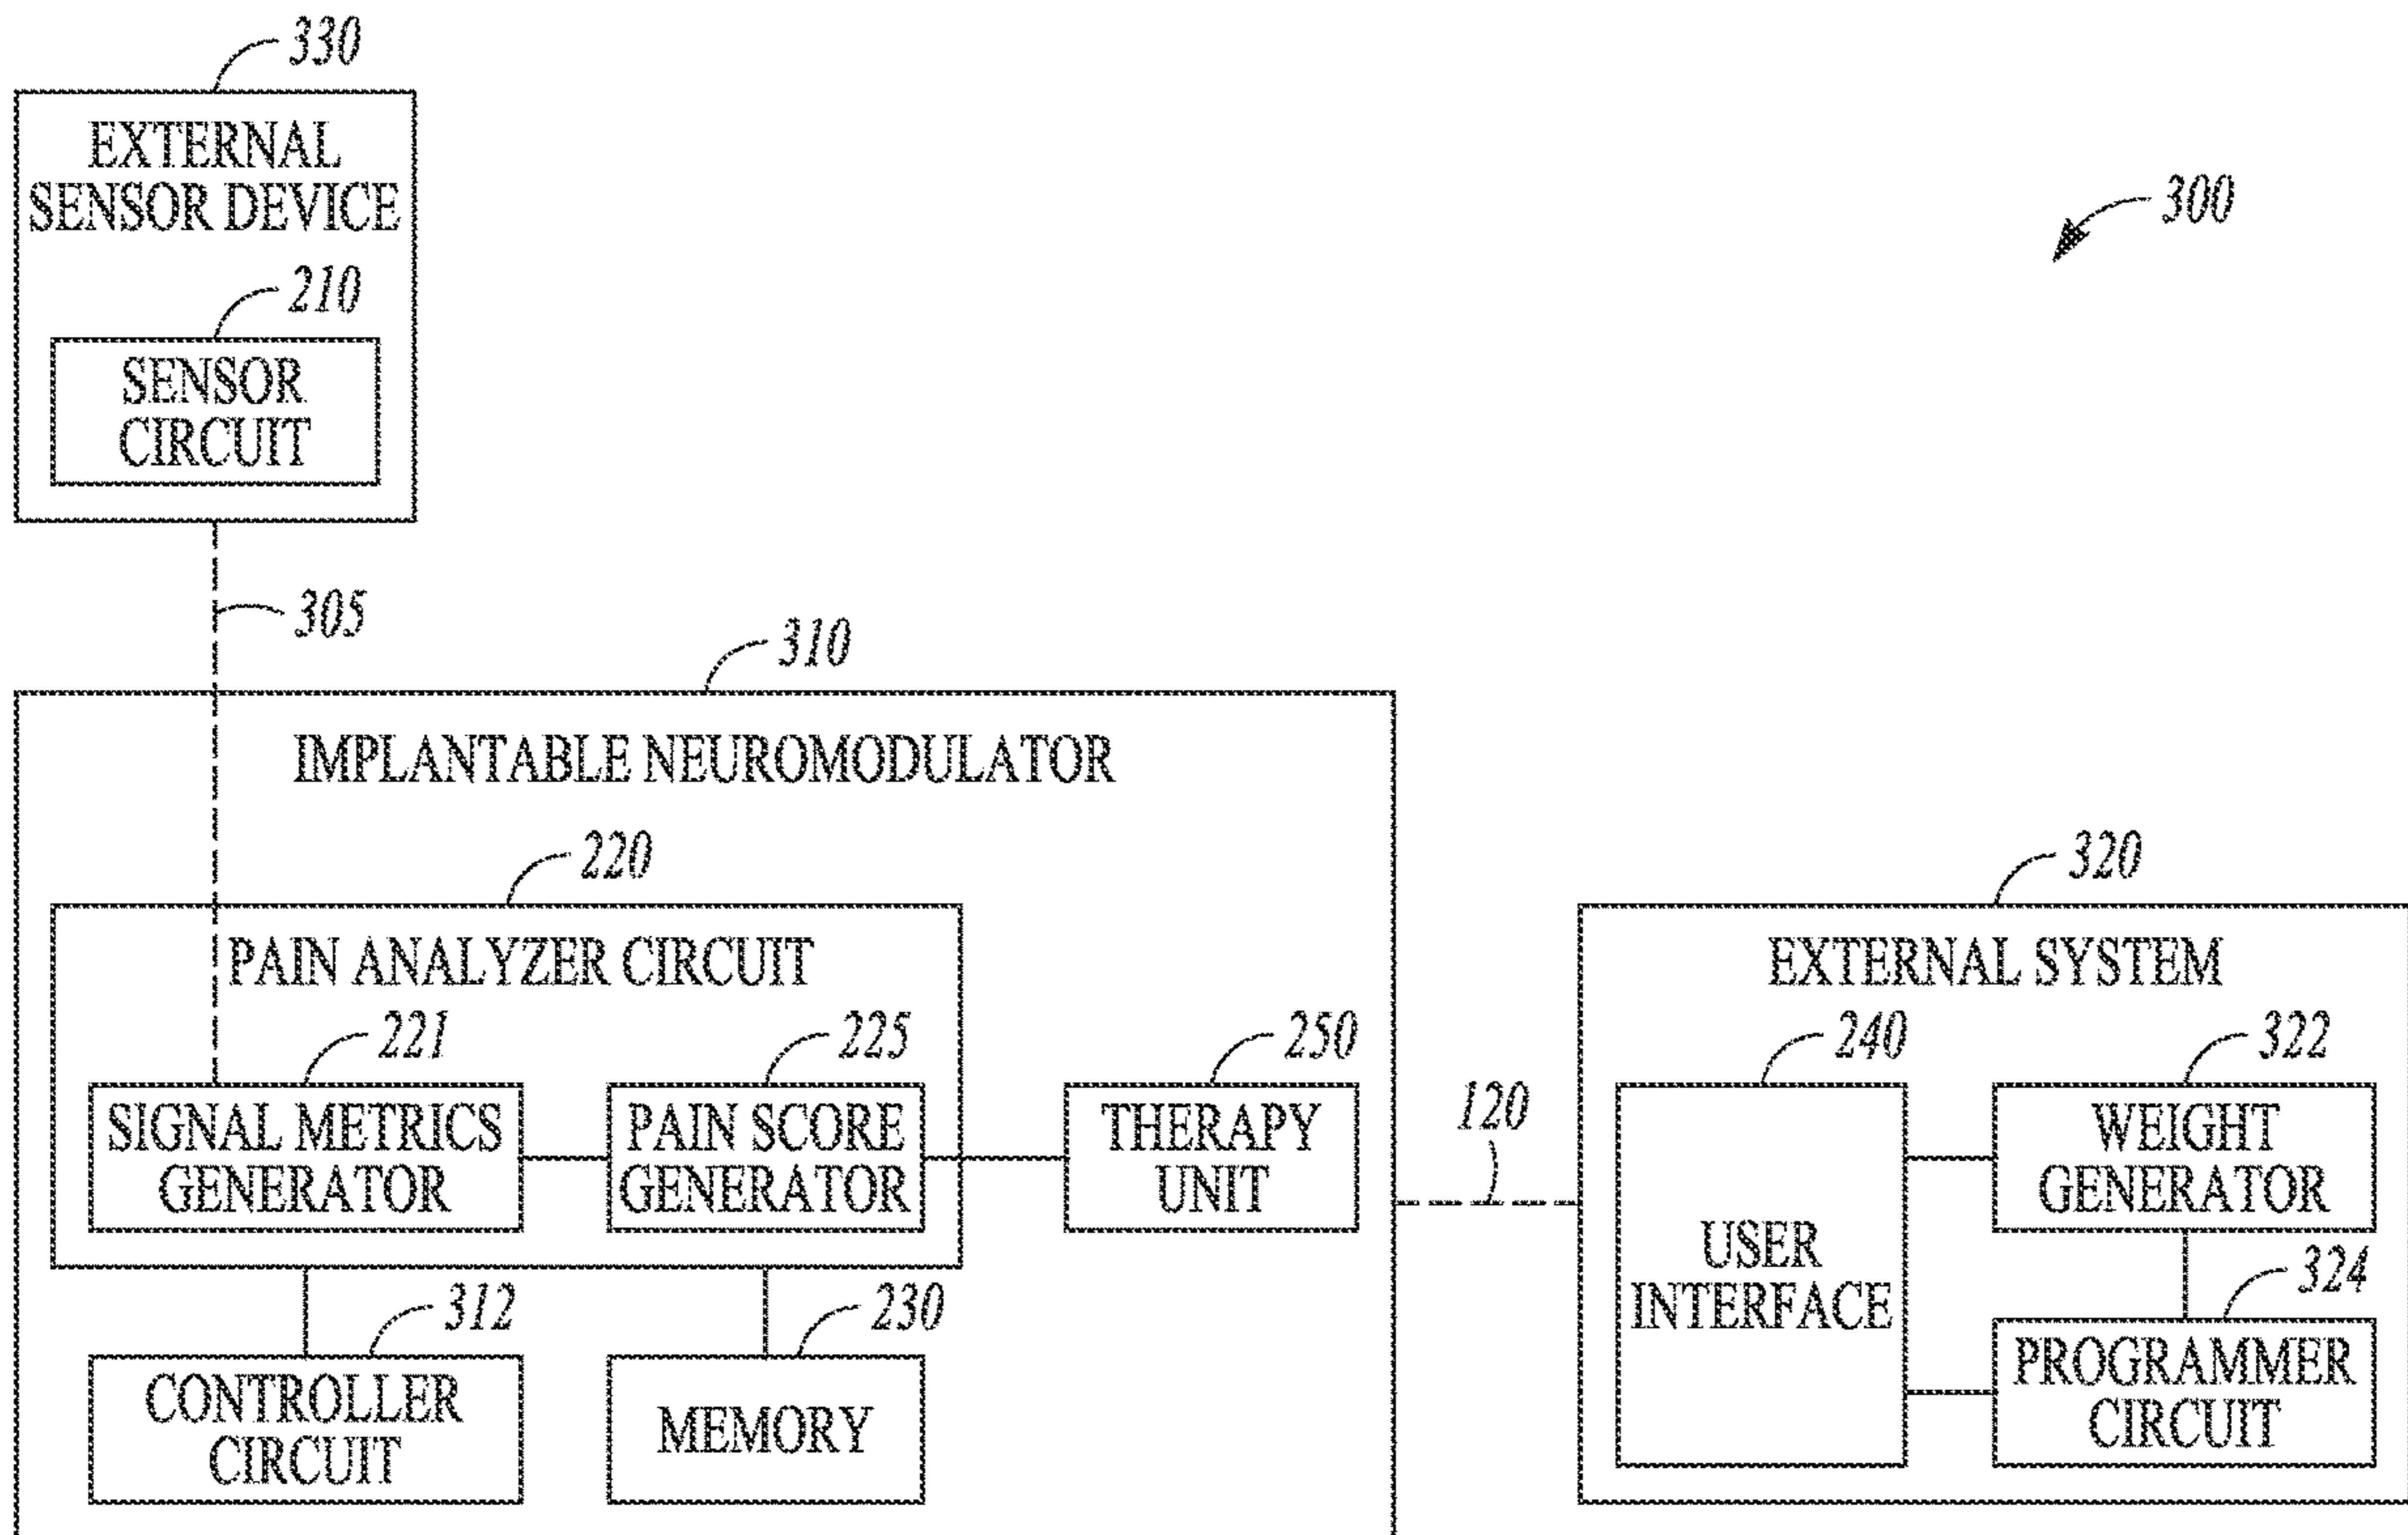 330
EXTERNAL
SENSOR DEVICE
210
SENSOR
CIRCUIT
300
305
310
IMPLANTABLE NEUROMODULATOR
220
PAIN ANALYZER CIRCUIT
221
SIGNAL METRICS
GENERATOR
225
PAIN SCORE
GENERATOR
250
THERAPY
UNIT
312
CONTROLLER
CIRCUIT
230
MEMORY
120
320
EXTERNAL SYSTEM
240
USER
INTERFACE
322
WEIGHT
GENERATOR
324
PROGRAMMER
CIRCUIT